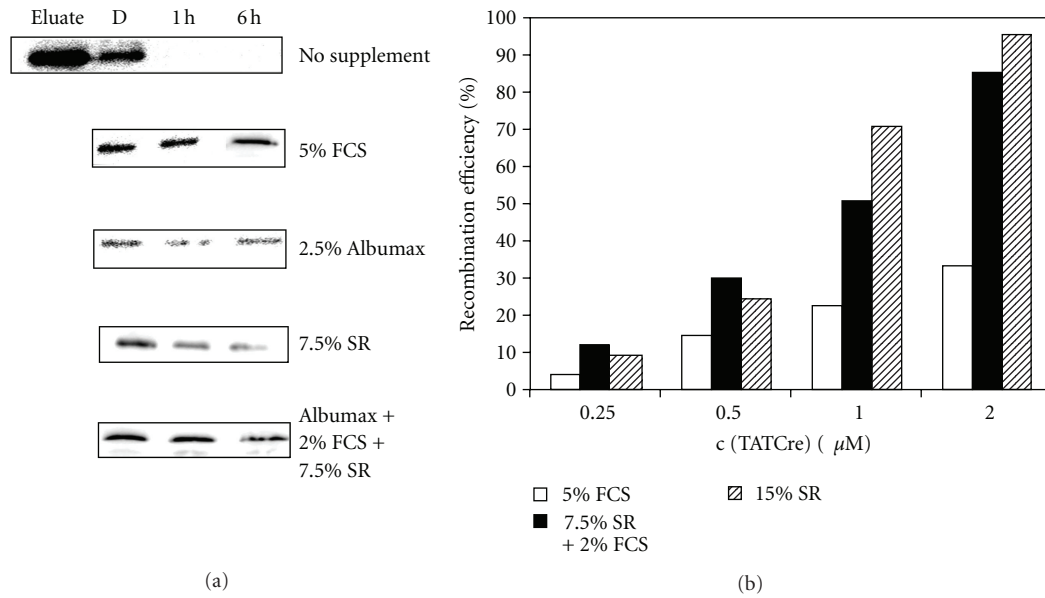 Eluate D 1 h 6 h
No supplement
5% FCS
2.5% Albumax
7.5% SR
Albumax +
2% FCS +
7.5% SR
(a)
Recombination efficiency (%)
100
90
80
70
60
50
40
30
20
10
0
0.25 0.5 1 2
c (TATCre) ( μM)
5% FCS
7.5% SR
+ 2% FCS
15% SR
(b)